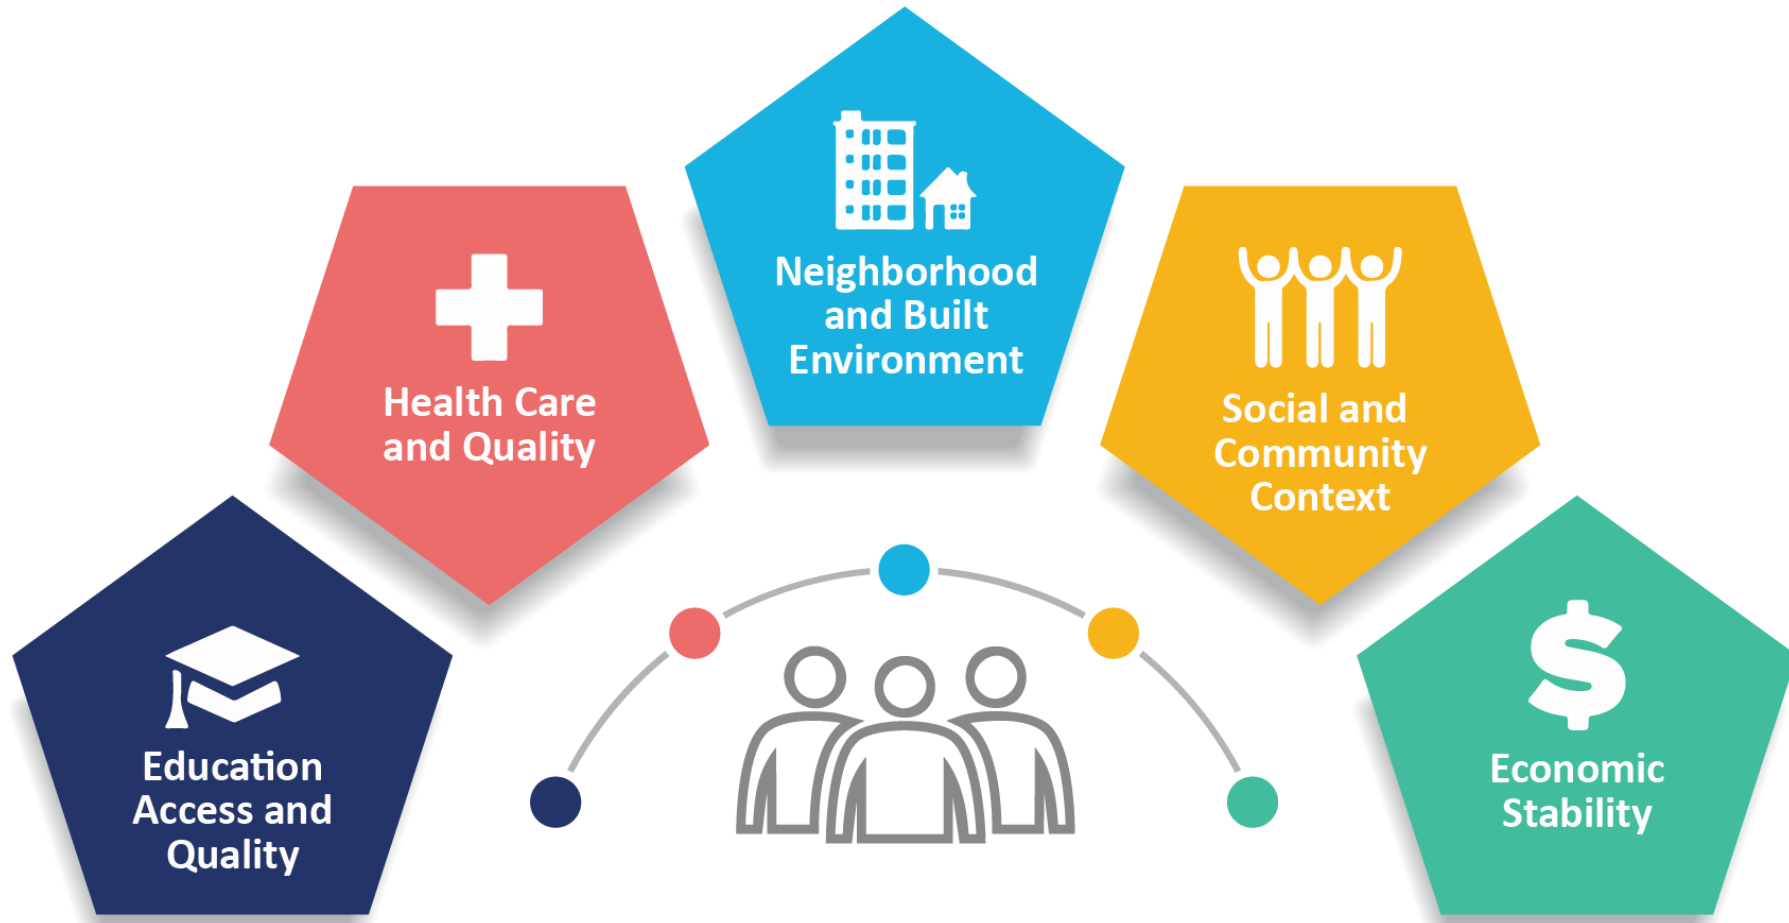 Neighborhood
and Built
Environment
Health Care
and Quality
Social and
Community
Context
Education
Access and
Quality
Economic
Stability